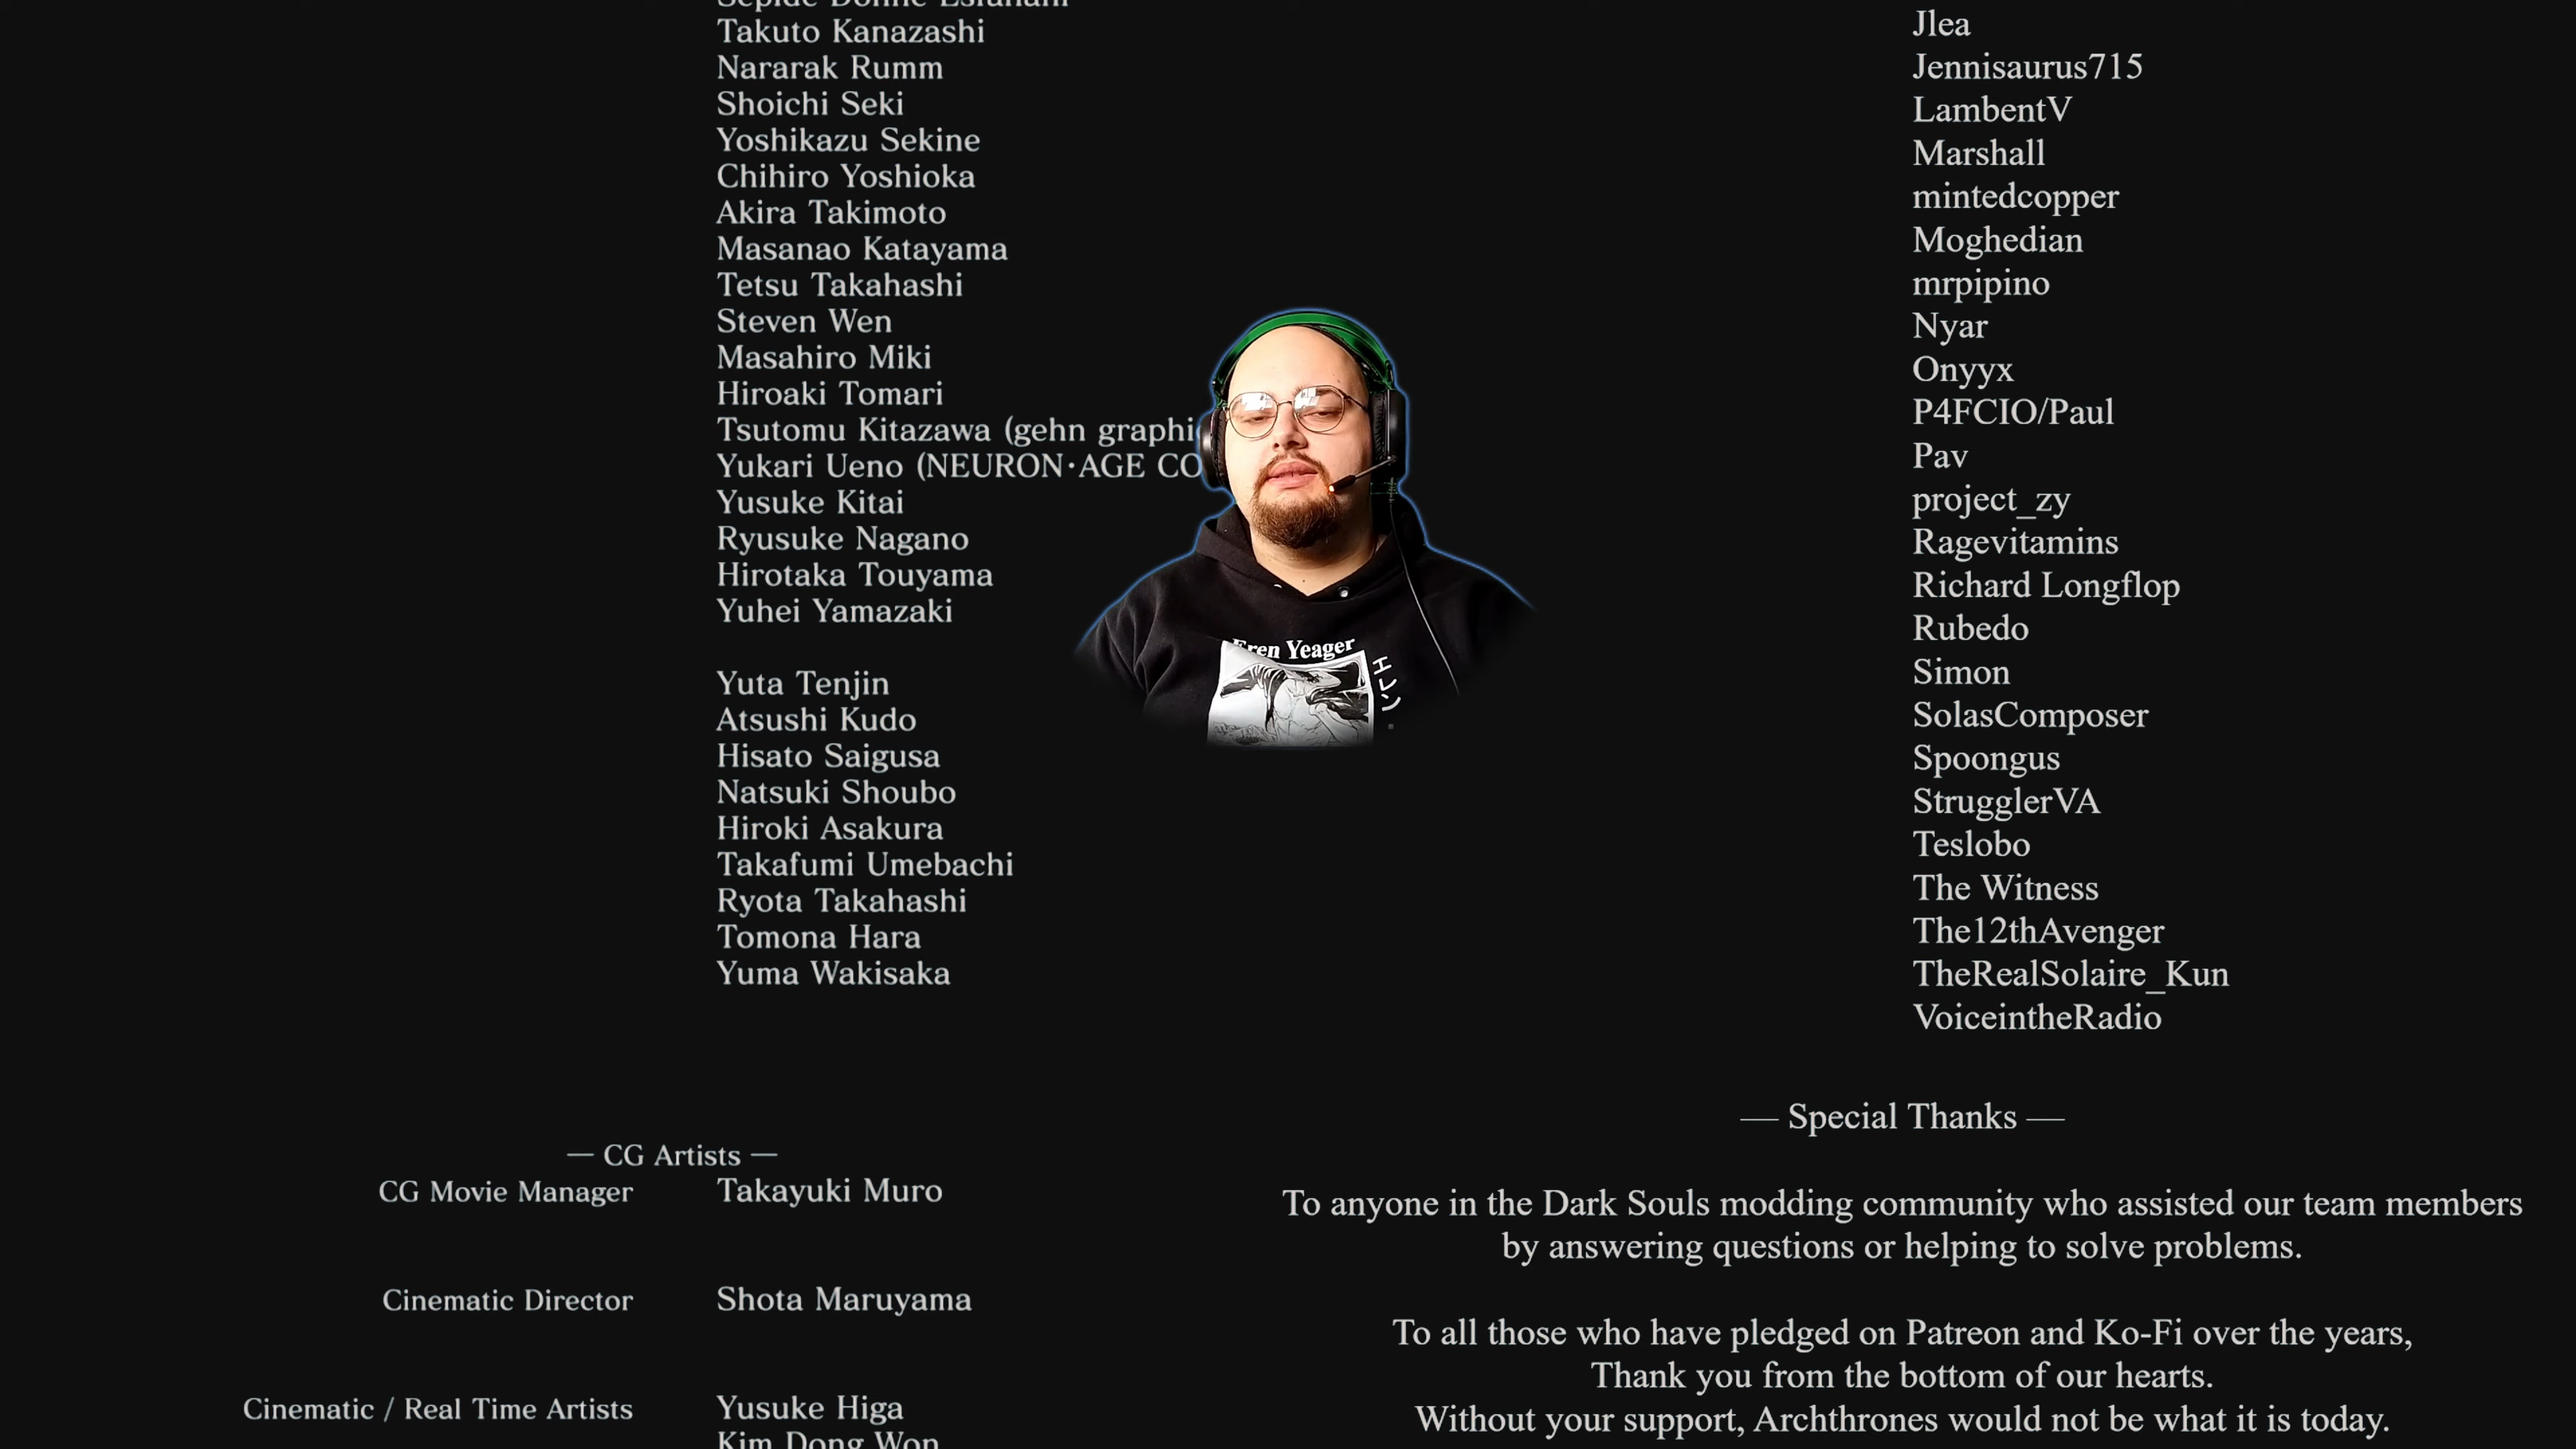 Takuto Kanazashi
Nararak Rumm
Shoichi Seki
Yoshikazu Sekine
Chihiro Yoshioka
Akira Takimoto
Masanao Katayama
Tetsu Takahashi
Steven Wen
Masahiro Miki
Hiroaki Tomari
Tsutomu Kitazawa (gehn
Yukari Ueno (NEURON・AGE
Yusuke Kitai
Ryusuke Nagano
Hirotaka Touyama
Yuhei Yamazaki
Yuta Tenjin
Atsushi Kudo
Hisato Saigusa
Natsuki Shoubo
Hiroki Asakura
Takafumi Umebachi
Ryota Takahashi
Tomona Hara
Yuma Wakisaka
— CG Artists —
CG Movie Manager Takayuki Muro
Cinematic Director Shota Maruyama
Cinematic / Real Time Artists Yusuke Higa
Kim Dong Won
Eren Yeager
エレン
Jlea
Jennisaurus715
LambentV
Marshall
mintedcopper
Moghedian
mrpipino
Nyar
Onyyx
P4FCIO/Paul
Pav
project_zy
Ragevitamins
Richard Longflop
Rubedo
Simon
SolasComposer
Spoongus
StrugglerVA
Teslobo
The Witness
The12thAvenger
TheRealSolaire_Kun
VoiceintheRadio
— Special Thanks —
To anyone in the Dark Souls modding community who assisted our team members
by answering questions or helping to solve problems.
To all those who have pledged on Patreon and Ko-Fi over the years,
Thank you from the bottom of our hearts.
Without your support, Archthrones would not be what it is today.